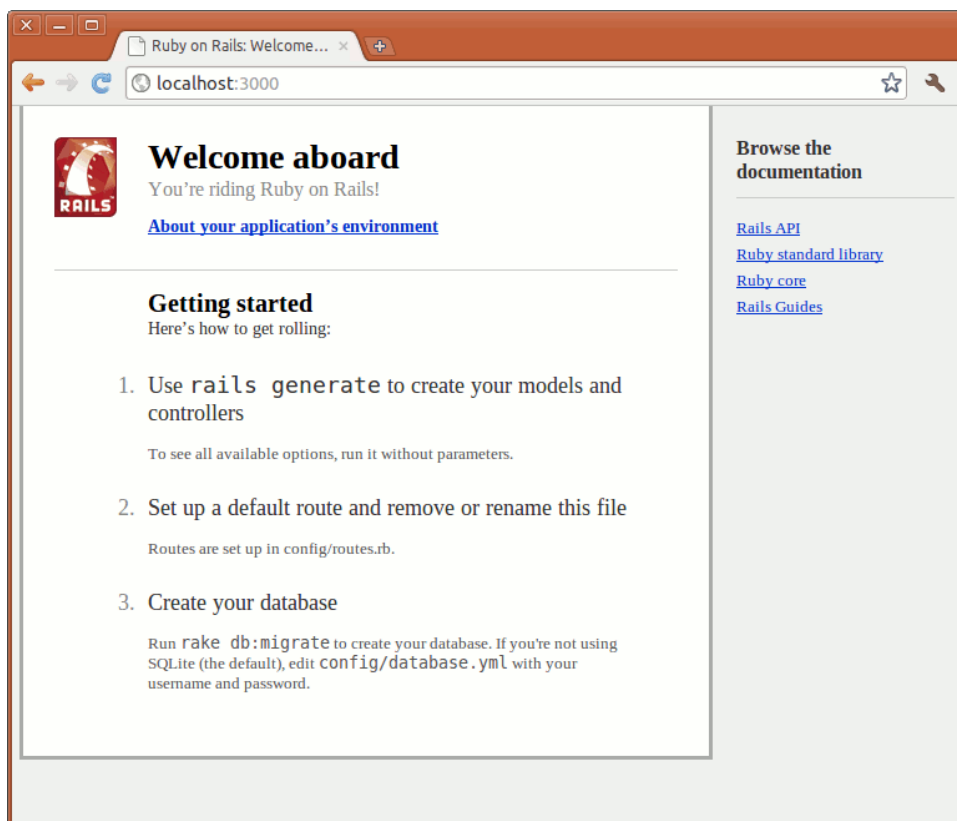 Ruby on Rails: Welcome...
localhost:3000
RAILS
Welcome aboard
You’re riding Ruby on Rails!
About your application’s environment
Getting started
Here’s how to get rolling:
1. Use rails generate to create your models and
controllers
To see all available options, run it without parameters.
2. Set up a default route and remove or rename this file
Routes are set up in config/routes.rb.
3. Create your database
Run rake db:migrate to create your database. If you're not using
SQLite (the default), edit config/database.yml with your
username and password.
Browse the
documentation
Rails API
Ruby standard library
Ruby core
Rails Guides